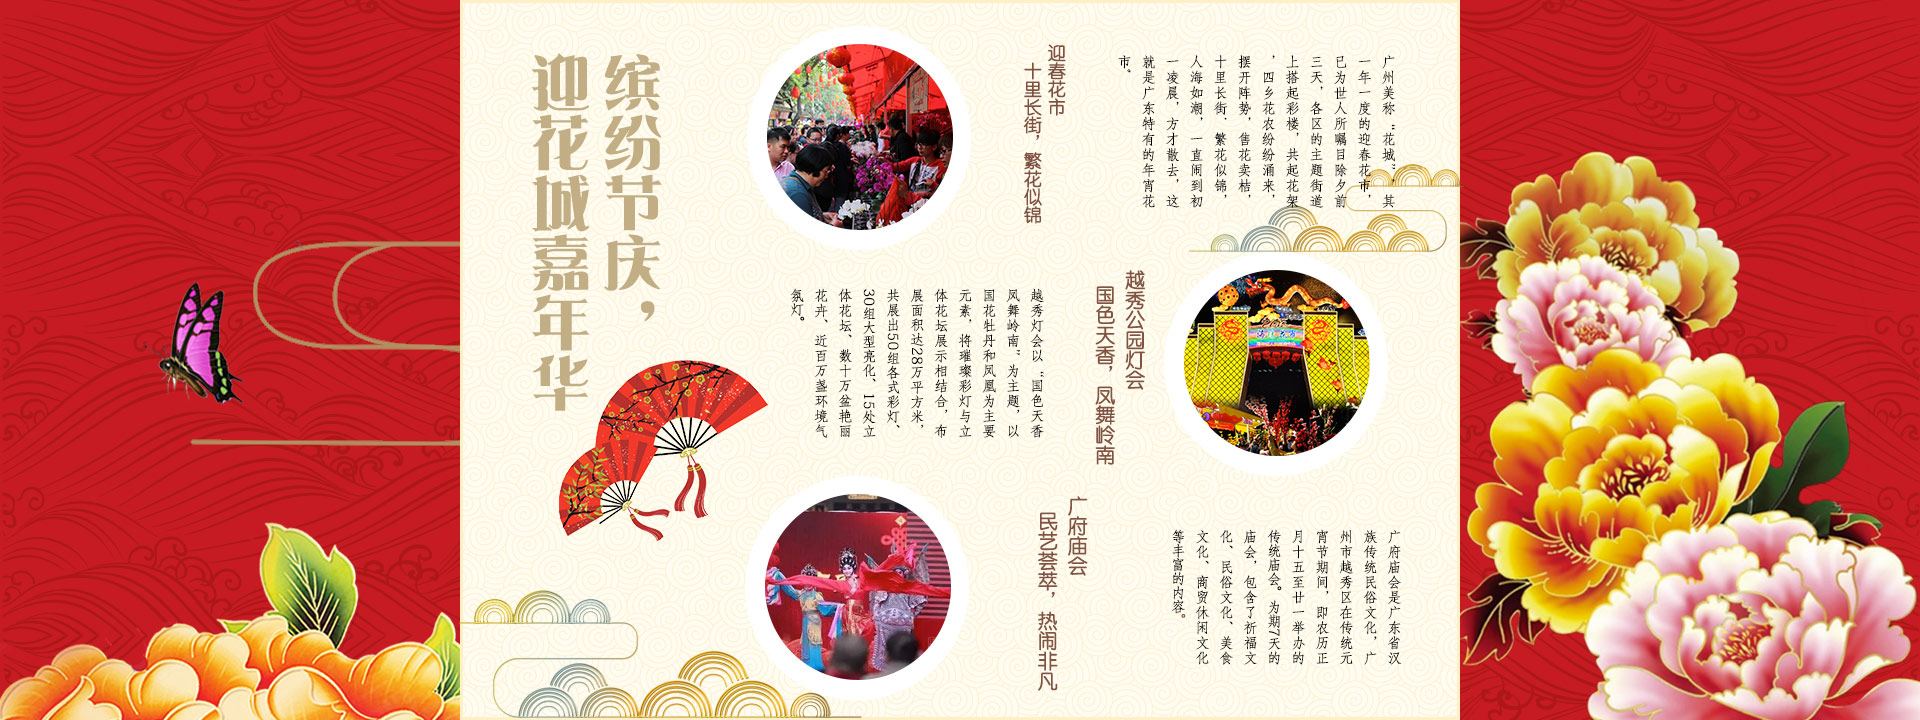 缤纷节庆，
迎花城嘉年华
迎春花市
十里长街，繁花似锦
广州美称“花城”，其
一年一度的迎春花市，
已为世人所瞩目除夕前
三天，各区的主题街道
上搭起彩楼，共起花架
，四乡花农纷纷涌来，
摆开阵势，售花卖桔，
十里长街．繁花似锦，
人海如潮，一直闹到初
一凌晨，方才散去，这
就是广东特有的年宵花
市。
越秀公园灯会
国色天香，凤舞岭南
越秀灯会以“国色天香
凤舞岭南”为主题，以
国花牡丹和凤凰为主要
元素，将璀璨彩灯与立
体花坛展示相结合，布
展面积达28万平方米，
共展出50组各式彩灯、
30组大型亮化、15处立
体花坛、数十万盆艳丽
花卉、近百万盏环境气
氛灯。
广府庙会
民艺荟萃，热闹非凡
广府庙会是广东省汉
族传统民俗文化，广
州市越秀区在传统元
宵节期间，即农历正
月十五至廿一举办的
传统庙会。为期7天的
庙会，包含了祈福文
化、民俗文化、美食
文化、商贸休闲文化
等丰富的内容。